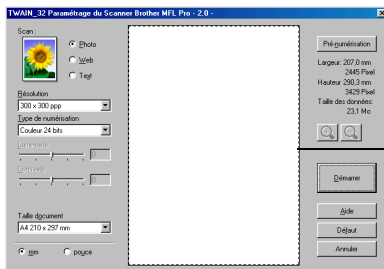 TWAIN_32 Paramétrage du Scanner Brother MFL Pro - 2.0 -
Scan :
Photo
Web
Text
Résolution
300 x 300 ppp
Type de numérisation
Couleur 24 bits
Luminosité
0
Contraste
0
Taille document
A4 210 x 297 mm
mm
pouce
Pré-numérisation
Largeur: 207,0 mm
2445 Pixel
Hauteur 290,3 mm
3429 Pixel
Taille des données:
23,1 Mo
Démarrer
Aide
Défaut
Annuler